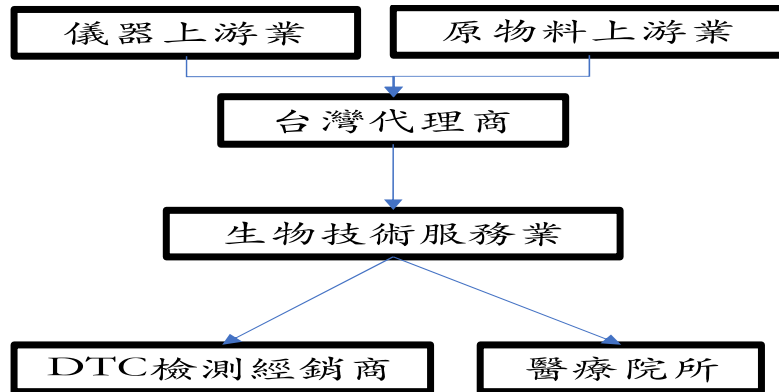 儀器上游業
原物料上游業
台灣代理商
生物技術服務業
DTC檢測經銷商
醫療院所